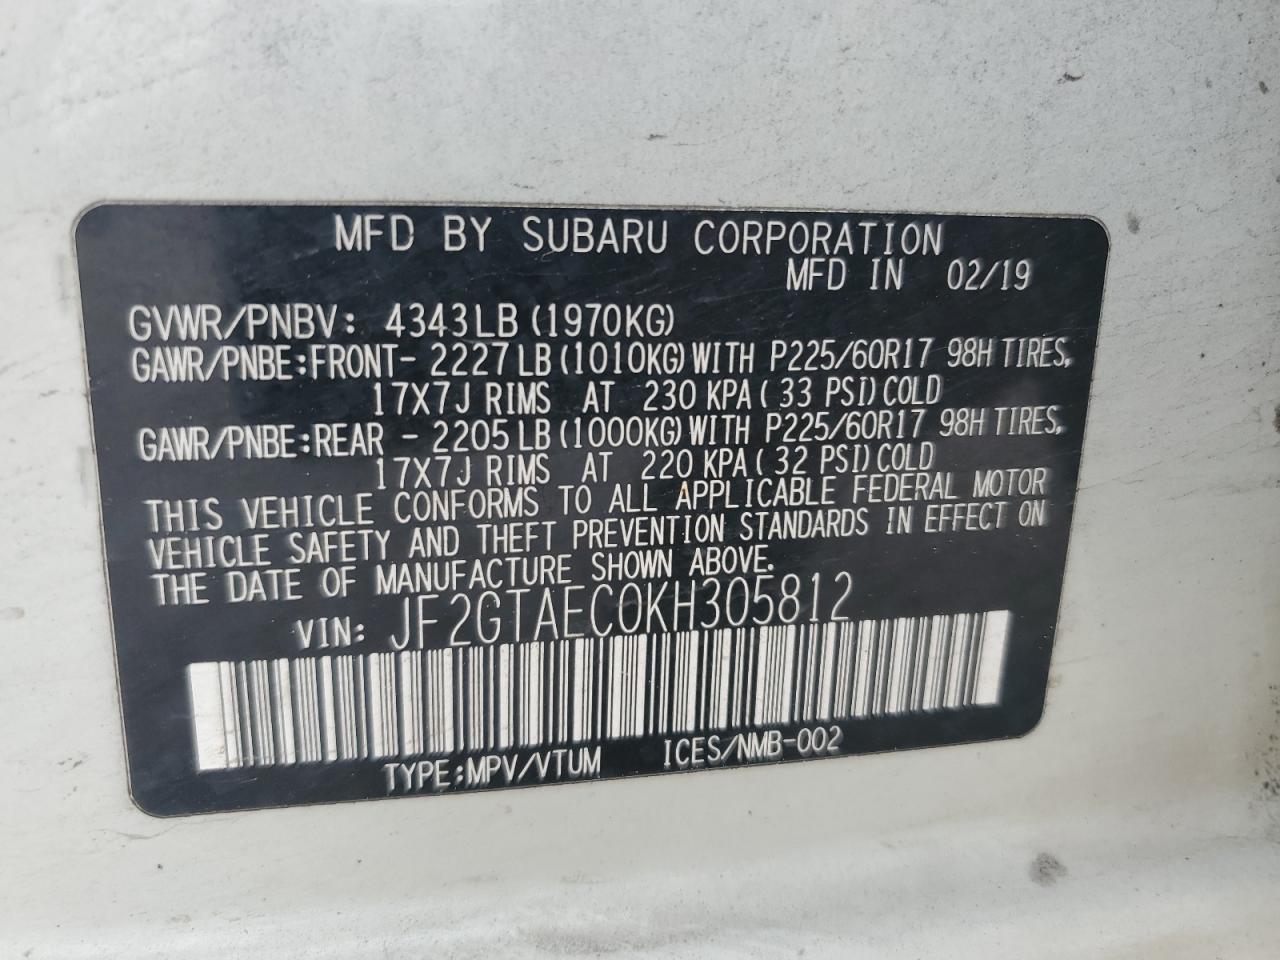 MFD BY SUBARU CORPORATION
MFD IN 02/19
GVWR/PNBV: 4343LB (1970KG)
GAWR/PNBE:FRONT- 2227LB (1010KG) WITH P225/60R17 98H TIRES,
17X7J RIMS AT 230 KPA ( 33 PSI) COLD
GAWR/PNBE:REAR - 2205LB (1000KG) WITH P225/60R17 98H TIRES,
17X7J RIMS AT 220 KPA ( 32 PSI) COLD
THIS VEHICLE CONFORMS TO ALL APPLICABLE FEDERAL MOTOR
VEHICLE SAFETY AND THEFT PREVENTION STANDARDS IN EFFECT ON
THE DATE OF MANUFACTURE SHOWN ABOVE.
VIN: JF2GTAEC0KH305812
TYPE:MPV/VTUM ICES/NMB-002